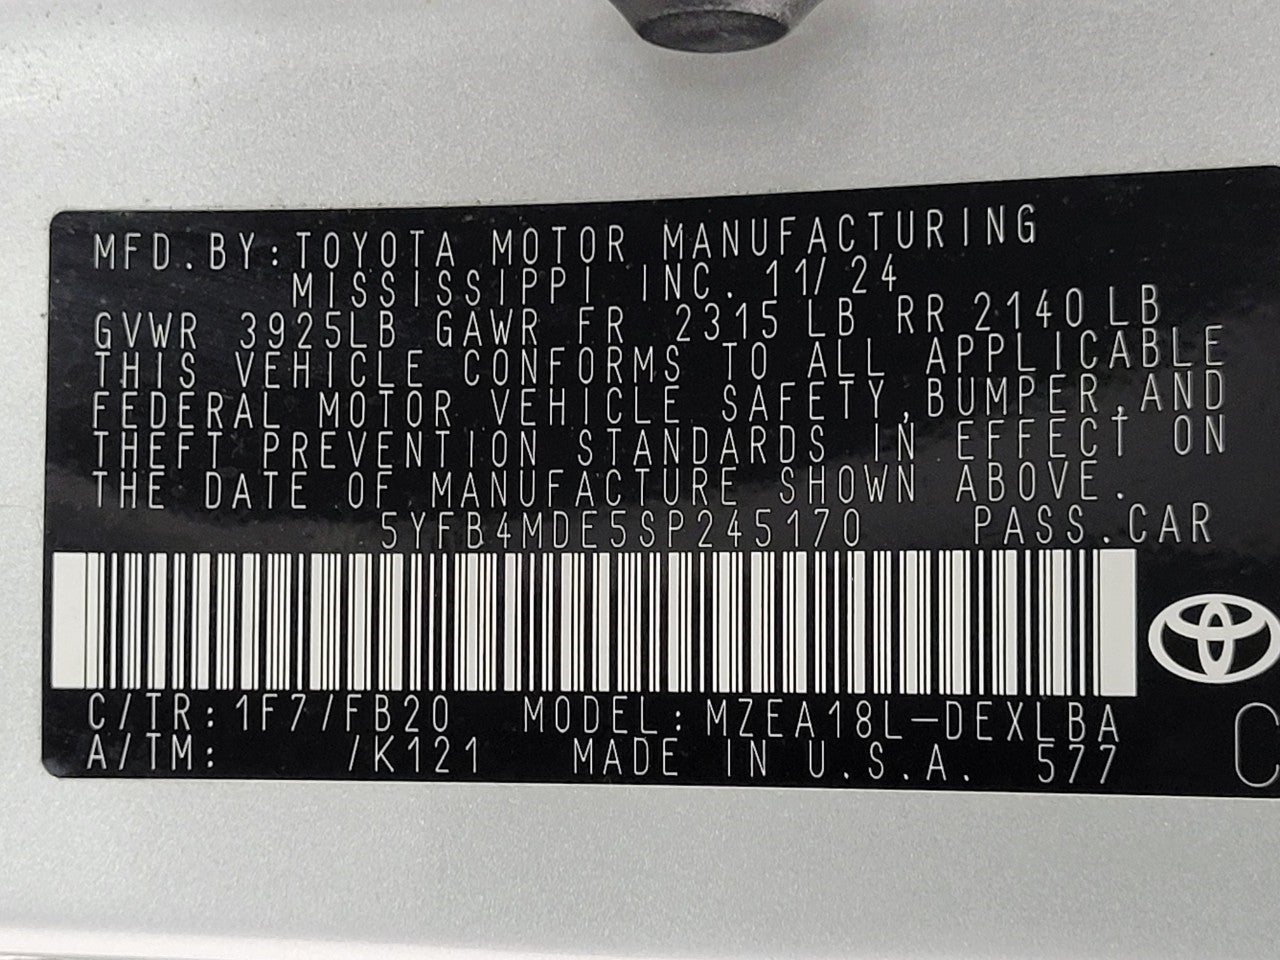 MFD.BY:TOYOTA MOTOR MANUFACTURING
MISSISSIPPI INC. 11/24
GVWR 3925LB GAWR FR 2315 LB RR 2140 LB
THIS VEHICLE CONFORMS TO ALL APPLICABLE
FEDERAL MOTOR VEHICLE SAFETY,BUMPER,AND
THEFT PREVENTION STANDARDS IN EFFECT ON
THE DATE OF MANUFACTURE SHOWN ABOVE.
5YFB4MDE5SP245170 PASS.CAR
C/TR: 1F7/FB20 MODEL: MZEA18L-DEXLBA
A/TM: /K121 MADE IN U.S.A. 577
C